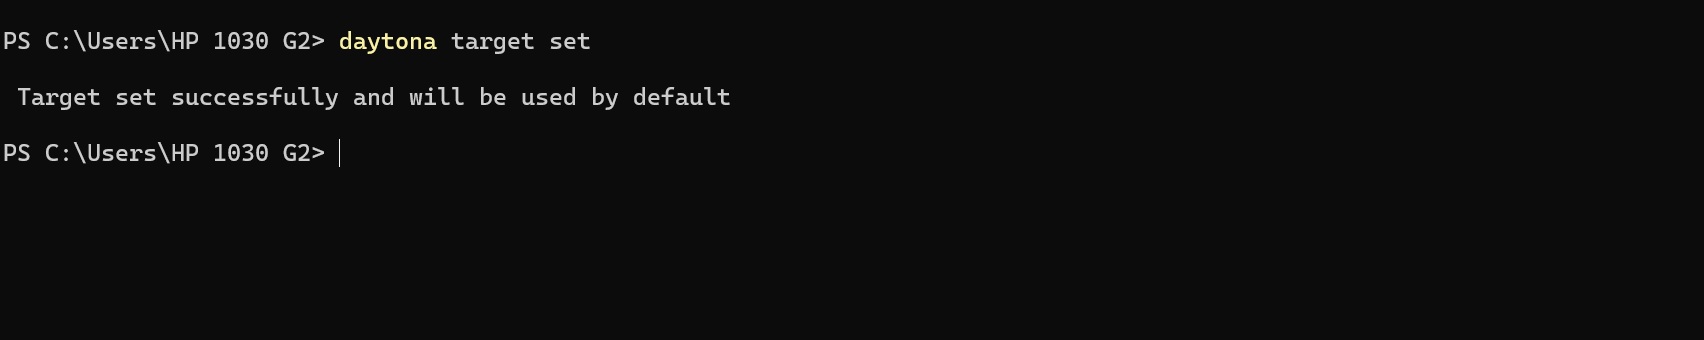 PS C:\Users\HP 1030 G2> daytona target set
Target set successfully and will be used by default
PS C:\Users\HP 1030 G2>